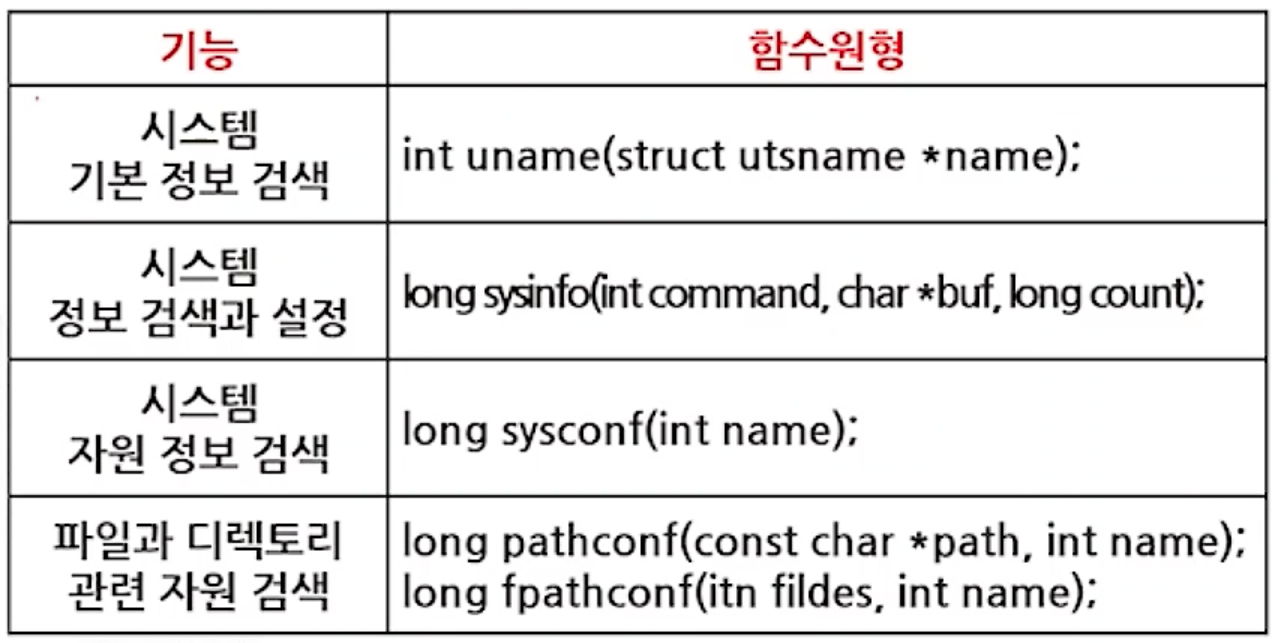 기능
함수원형
시스템
기본 정보 검색
int uname(struct utsname *name);
시스템
정보 검색과 설정
long sysinfo(int command, char *buf, long count);
시스템
자원 정보 검색
long sysconf(int name);
파일과 디렉토리
관련 자원 검색
long pathconf(const char *path, int name);
long fpathconf(itn fildes, int name);